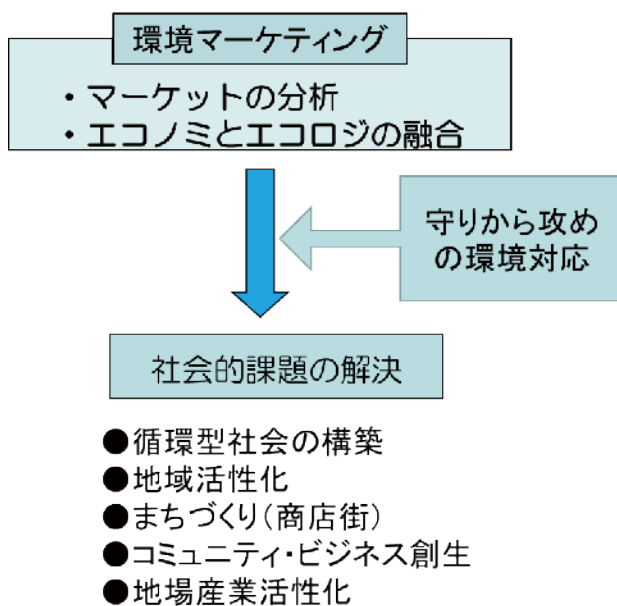 環境マーケティング
・マーケットの分析
・エコノミとエコロジの融合
守りから攻め
の環境対応
社会的課題の解決
●循環型社会の構築
●地域活性化
●まちづくり(商店街)
●コミュニティ・ビジネス創生
●地場産業活性化